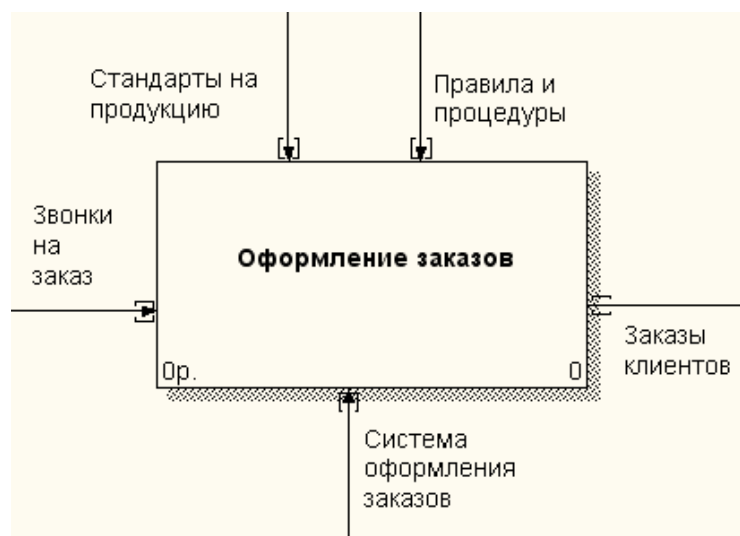 Стандарты на
продукцию
Правила и
процедуры
Звонки
на
заказ
Оформление заказов
0р.
0
Заказы
клиентов
Система
оформления
заказов